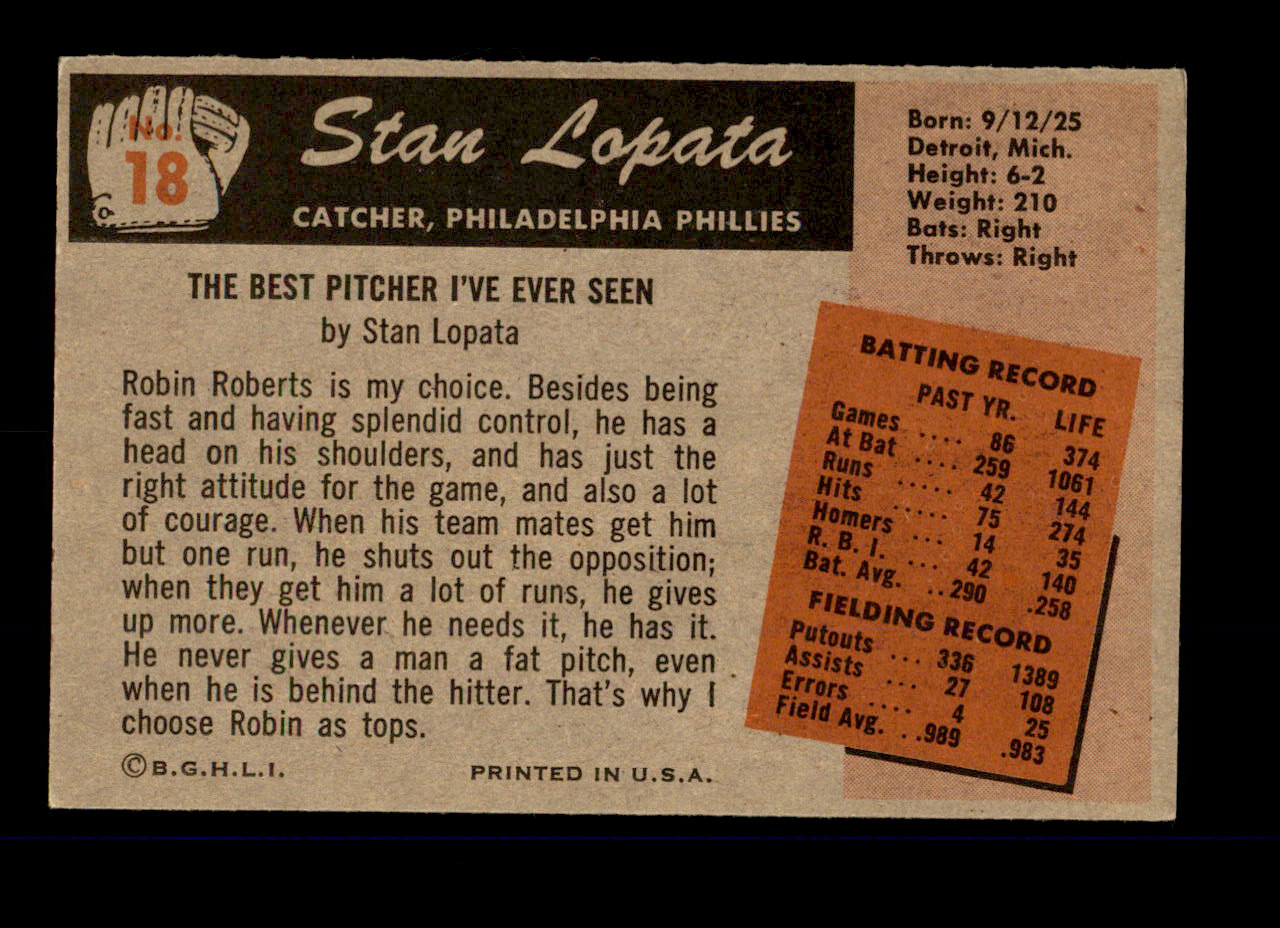 No.
18
Stan Lopata
CATCHER, PHILADELPHIA PHILLIES
Born: 9/12/25
Detroit, Mich.
Height: 6-2
Weight: 210
Bats: Right
Throws: Right
THE BEST PITCHER I'VE EVER SEEN
by Stan Lopata
Robin Roberts is my choice. Besides being
fast and having splendid control, he has a
head on his shoulders, and has just the
right attitude for the game, and also a lot
of courage. When his team mates get him
but one run, he shuts out the opposition;
when they get him a lot of runs, he gives
up more. Whenever he needs it, he has it.
He never gives a man a fat pitch, even
when he is behind the hitter. That's why I
choose Robin as tops.
©B.G.H.L.I. PRINTED IN U.S.A.
BATTING RECORD
PAST YR. LIFE
Games .... 86 374
At Bat .... 259 1061
Runs ..... 42 144
Hits ..... 75 274
Homers ... 14 35
R. B. I. ... 42 140
Bat. Avg. ..290 .258
FIELDING RECORD
Putouts ... 336 1389
Assists ... 27 108
Errors .... 4 25
Field Avg. ..989 .983